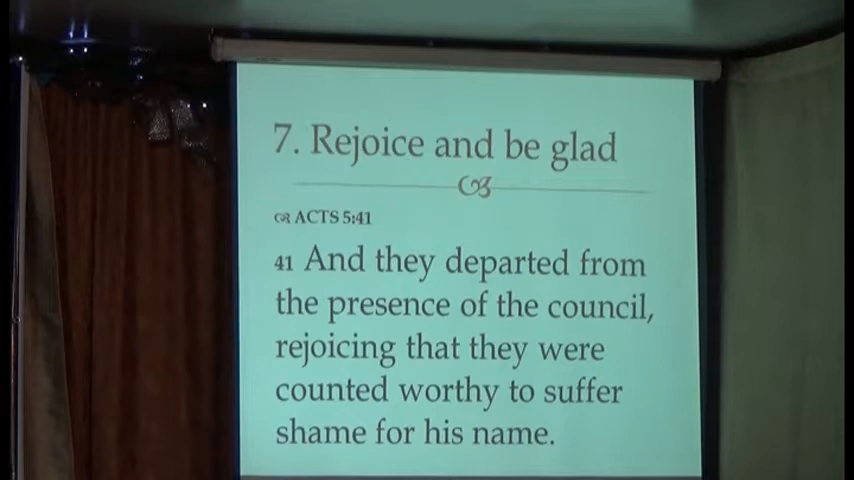 7. Rejoice and be glad
ACTS 5:41
41 And they departed from
the presence of the council,
rejoicing that they were
counted worthy to suffer
shame for his name.